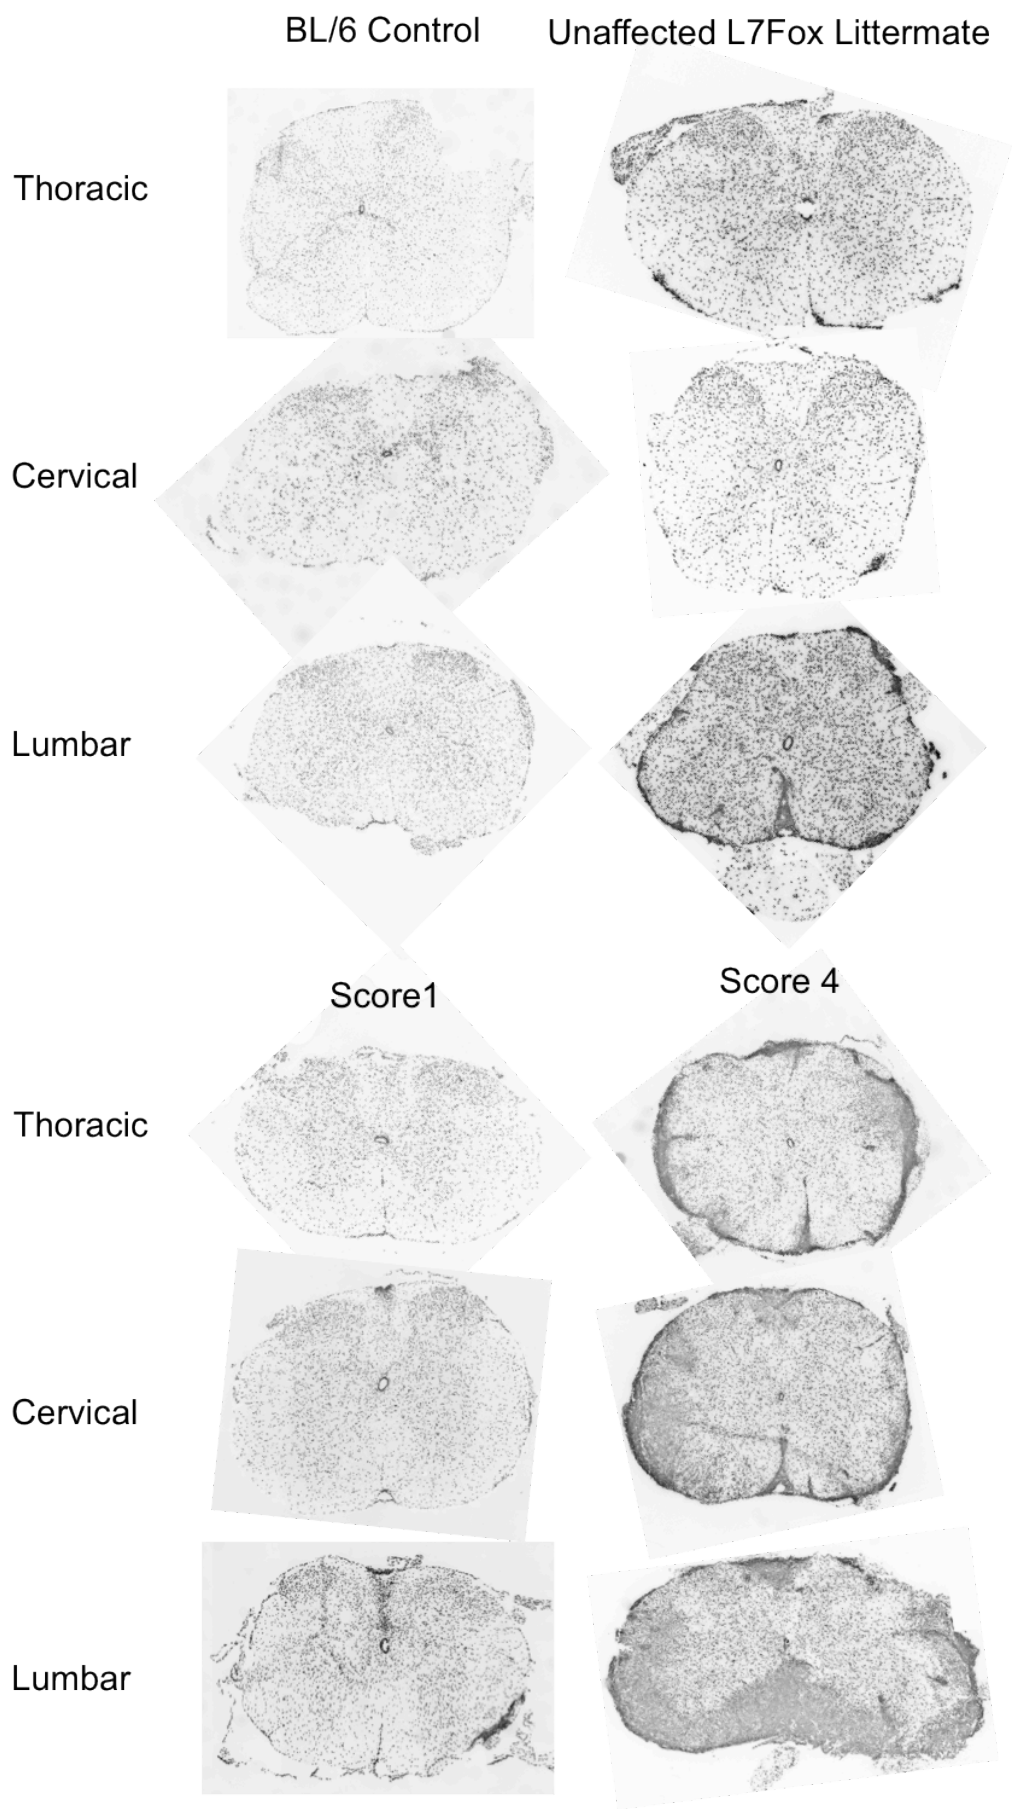 BL/6 Control
Unaffected L7Fox Littermate
Thoracic
Cervical
Lumbar
Score1
Score 4
Thoracic
Cervical
Lumbar